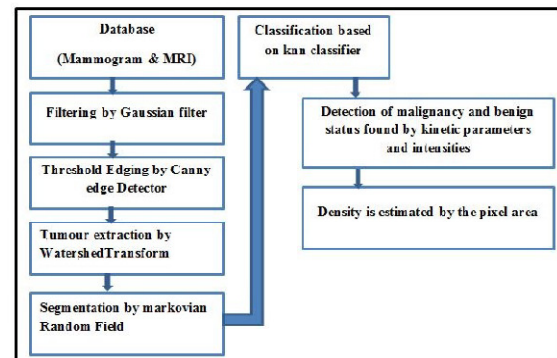 Database
(Mammogram & MRI)
Filtering by Gaussian filter
Threshold Edging by Canny
edge Detector
Tumour extraction by
WatershedTransform
Segmentation by markovian
Random Field
Classification based
on knn classifier
Detection of malignancy and benign
status found by kinetic parameters
and intensities
Density is estimated by the pixel area